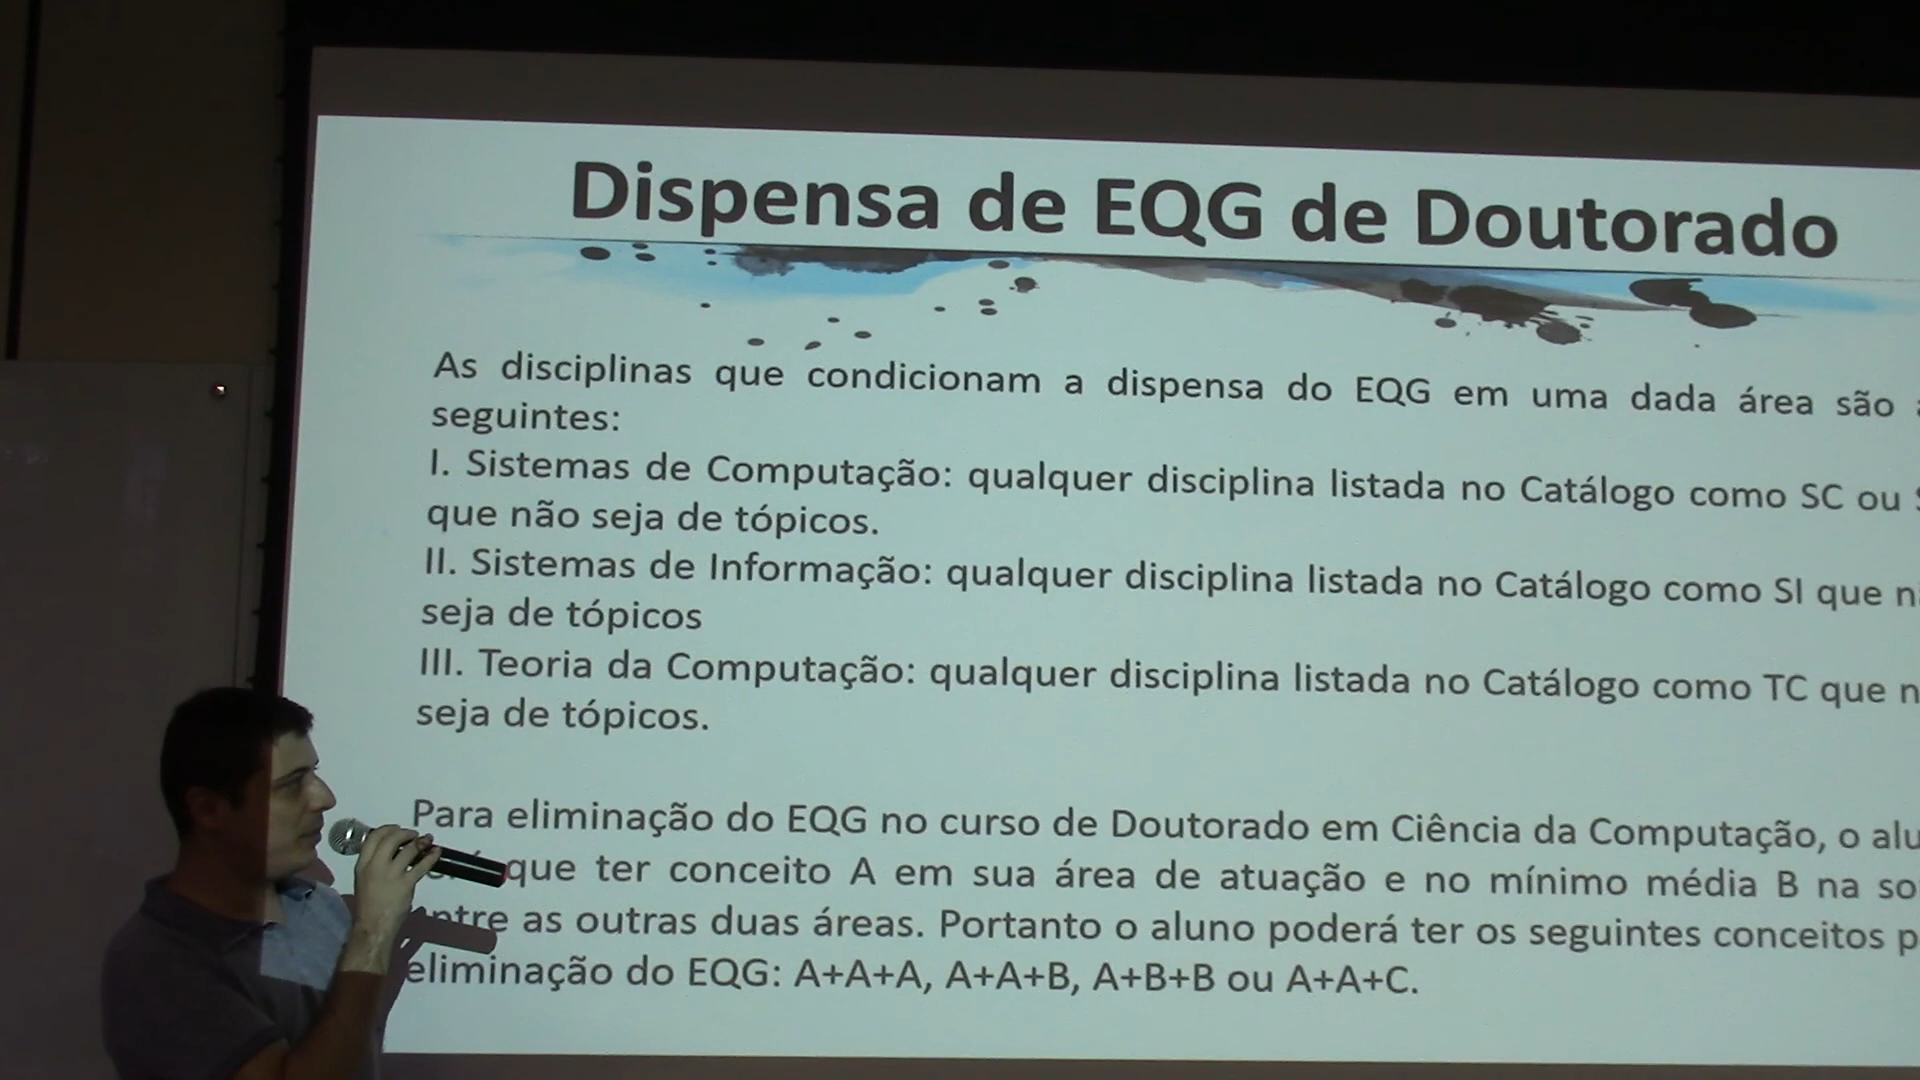 Dispensa de EQG de Doutorado
As disciplinas que condicionam a dispensa do EQG em uma dada área são
seguintes:
I. Sistemas de Computação: qualquer disciplina listada no Catálogo como SC ou
que não seja de tópicos.
II. Sistemas de Informação: qualquer disciplina listada no Catálogo como SI que
seja de tópicos
III. Teoria da Computação: qualquer disciplina listada no Catálogo como TC que
seja de tópicos.
Para eliminação do EQG no curso de Doutorado em Ciência da Computação, o
que ter conceito A em sua área de atuação e no mínimo média B na
as outras duas áreas. Portanto o aluno poderá ter os seguintes conceitos
eliminação do EQG: A+A+A, A+A+B, A+B+B ou A+A+C.